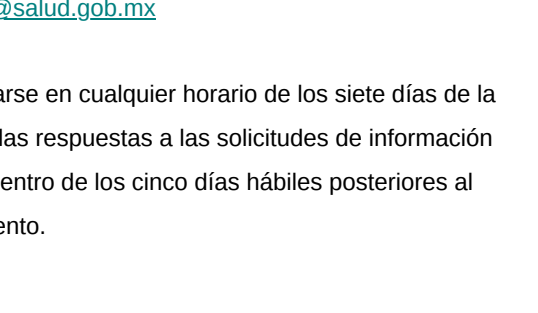 @salud.gob.mx
arse en cualquier horario de los siete días de la
las respuestas a las solicitudes de información
entro de los cinco días hábiles posteriores al
ento.